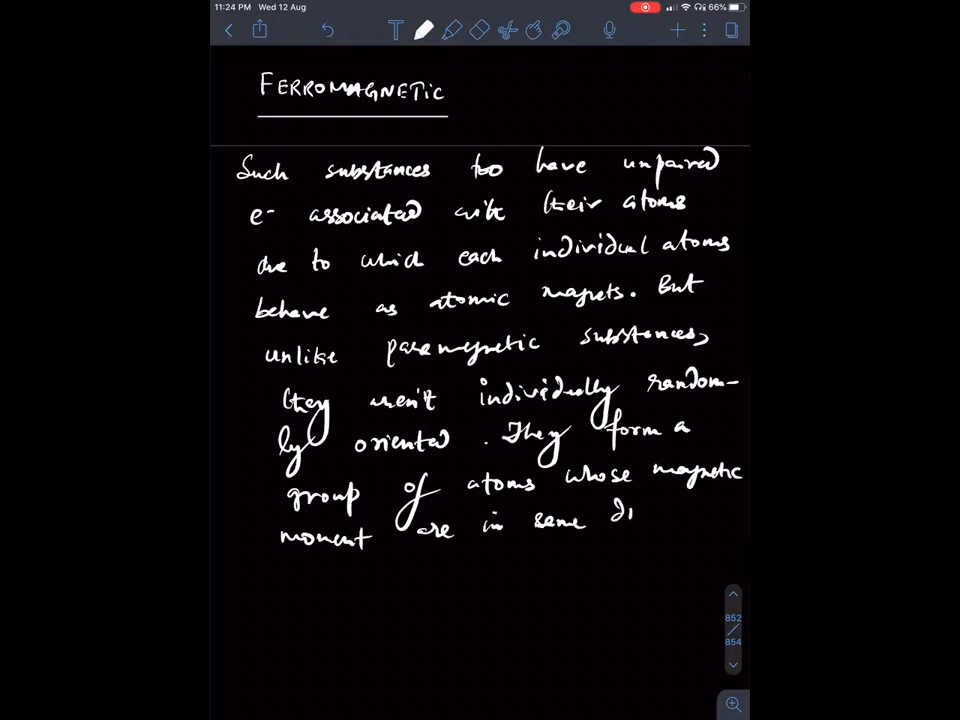 11:24 PM Wed 12 Aug 66%
T
FERROMAGNETIC
Such substances too have unpaired
e- associated with their atoms
due to which each individual atoms
behave as atomic magnets. But
unlike paramagnetic substances,
they aren't individually random-
ly oriented. They form a
group of atoms whose magnetic
moment are in same di
852
854